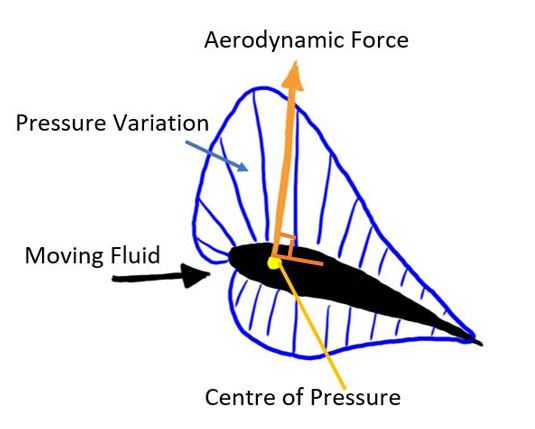 Aerodynamic Force
Pressure Variation
Moving Fluid
Centre of Pressure